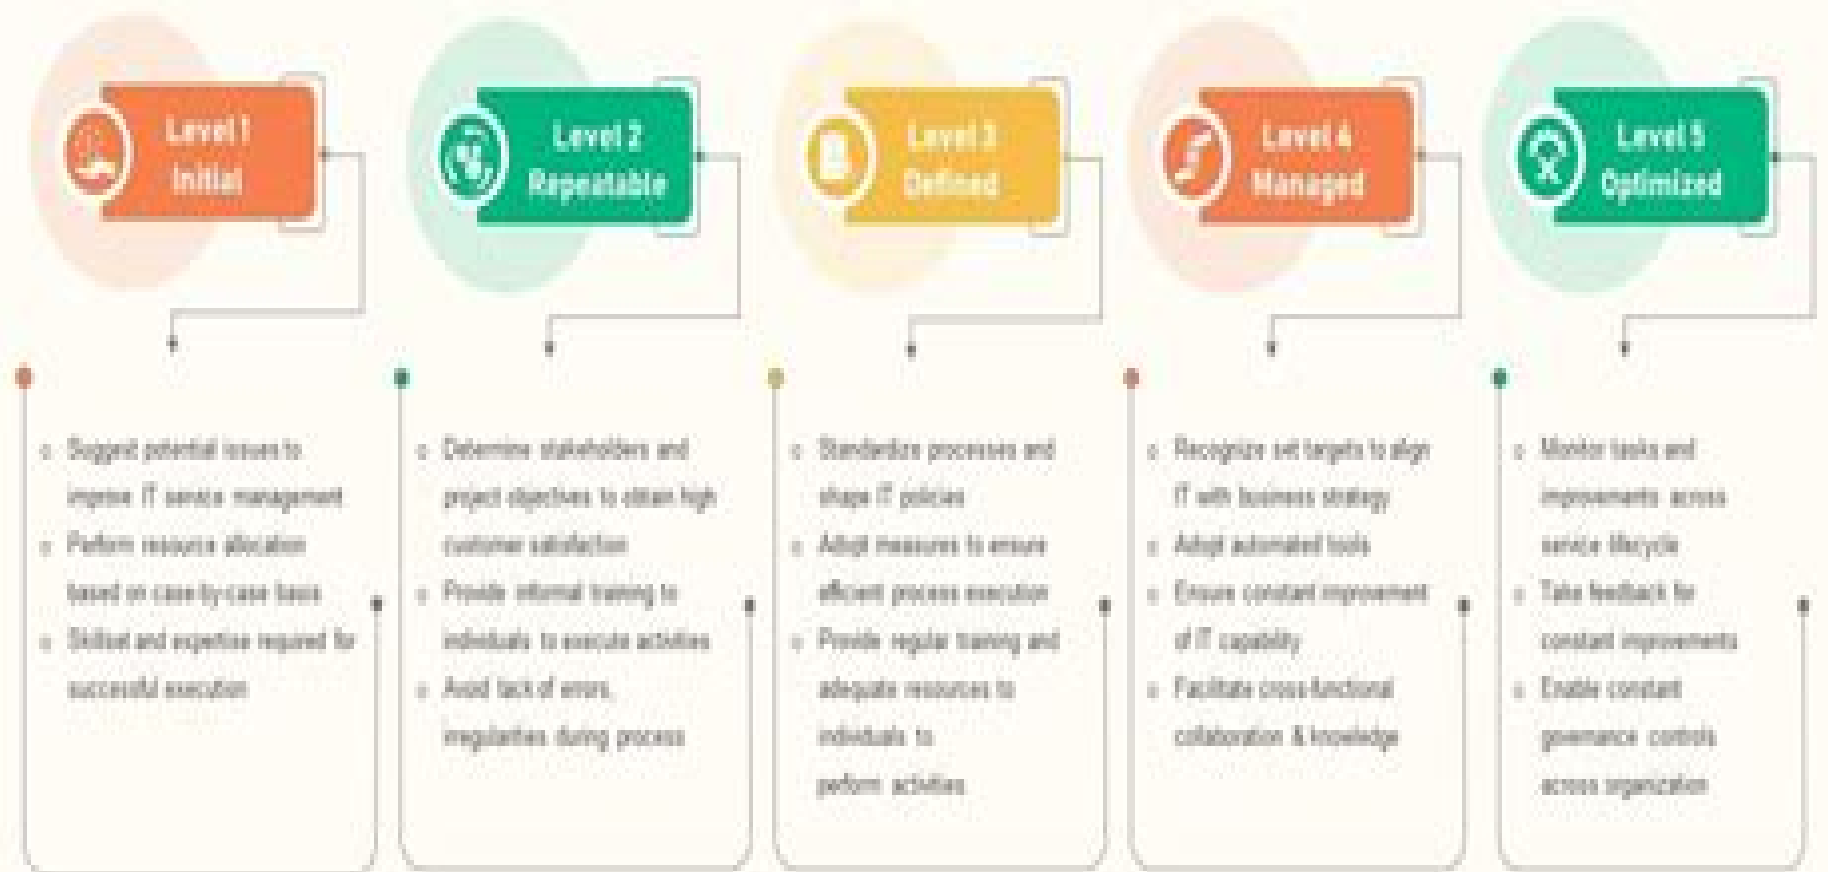 Level 1
Initial
Level 2
Repeatable
Level 3
Defined
Level 4
Managed
Level 5
Optimized
Suggest potential issues to
improve IT service management
Perform resource allocation
based on case-by-case basis
Skillset and expertise required for
successful execution
Determine stakeholders and
project objectives to obtain high
customer satisfaction
Provide informal training to
individuals to execute activities
Avoid lack of errors,
irregularities during process
Standardize processes and
shape IT policies
Adopt measures to ensure
efficient process execution
Provide regular training and
adequate resources to
individuals to
perform activities
Recognize set targets to align
IT with business strategy
Adopt automated tools
Ensure constant improvement
of IT capability
Facilitate cross-functional
collaboration & knowledge
Monitor tasks and
improvements across
service lifecycle
Take feedback for
constant improvements
Enable constant
governance controls
across organization